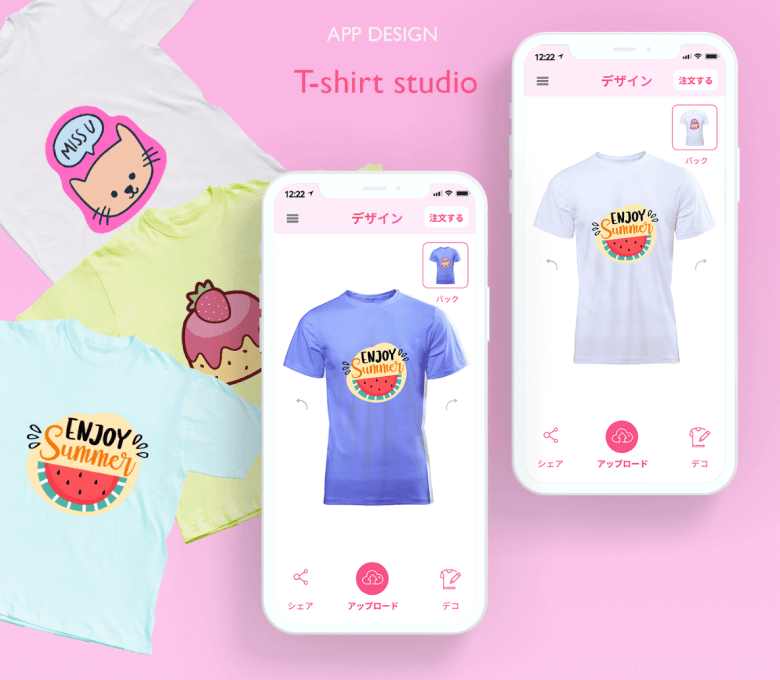 APP DESIGN
T-shirt studio
MISS U
ENJOY
Summer
12:22
デザイン
注文する
バック
ENJOY
Summer
シェア
アップロード
デコ
12:22
デザイン
注文する
バック
ENJOY
Summer
シェア
アップロード
デコ